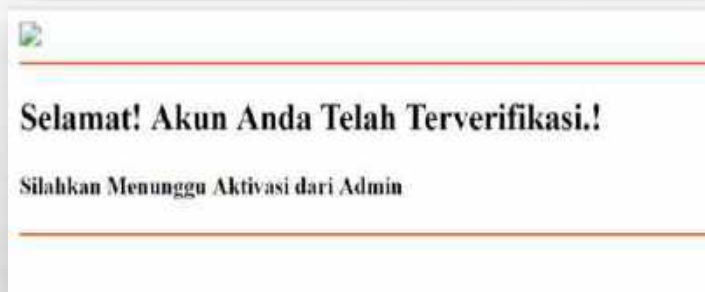 Selamat! Akun Anda Telah Terverifikasi.!
Silahkan Menunggu Aktivasi dari Admin